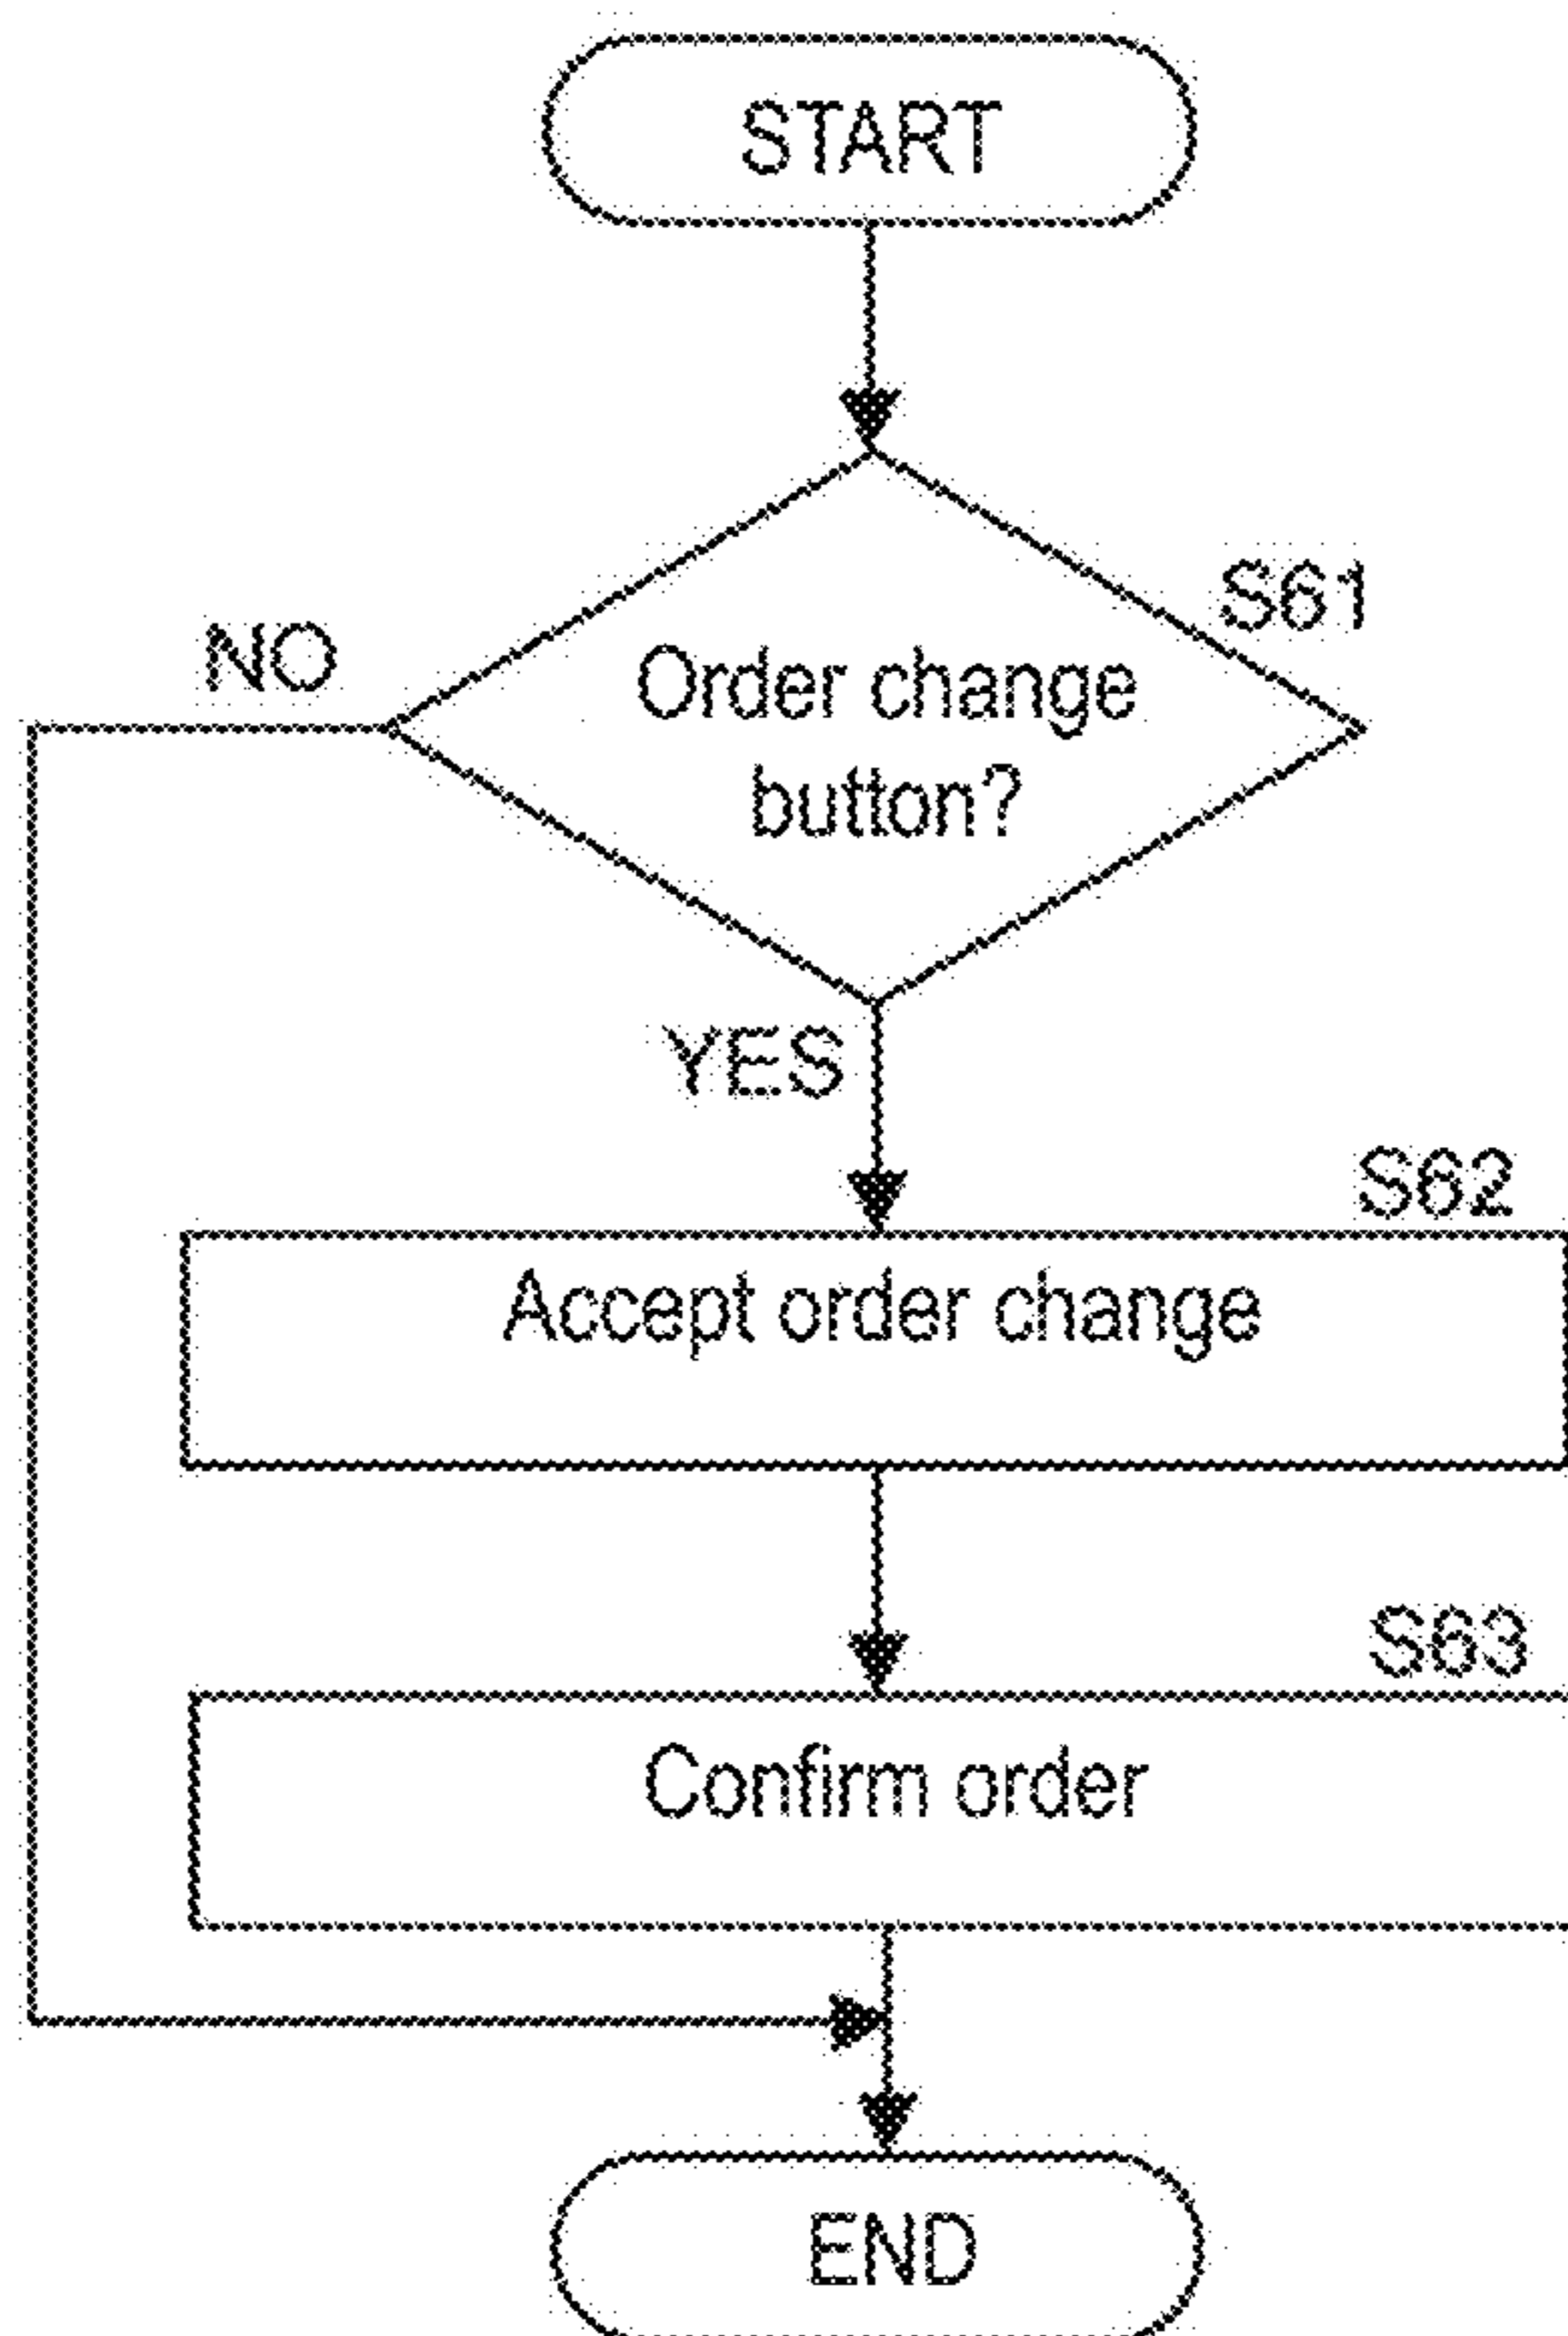 START
S61
NO
Order change
button?
YES
S62
Accept order change
S63
Confirm order
END